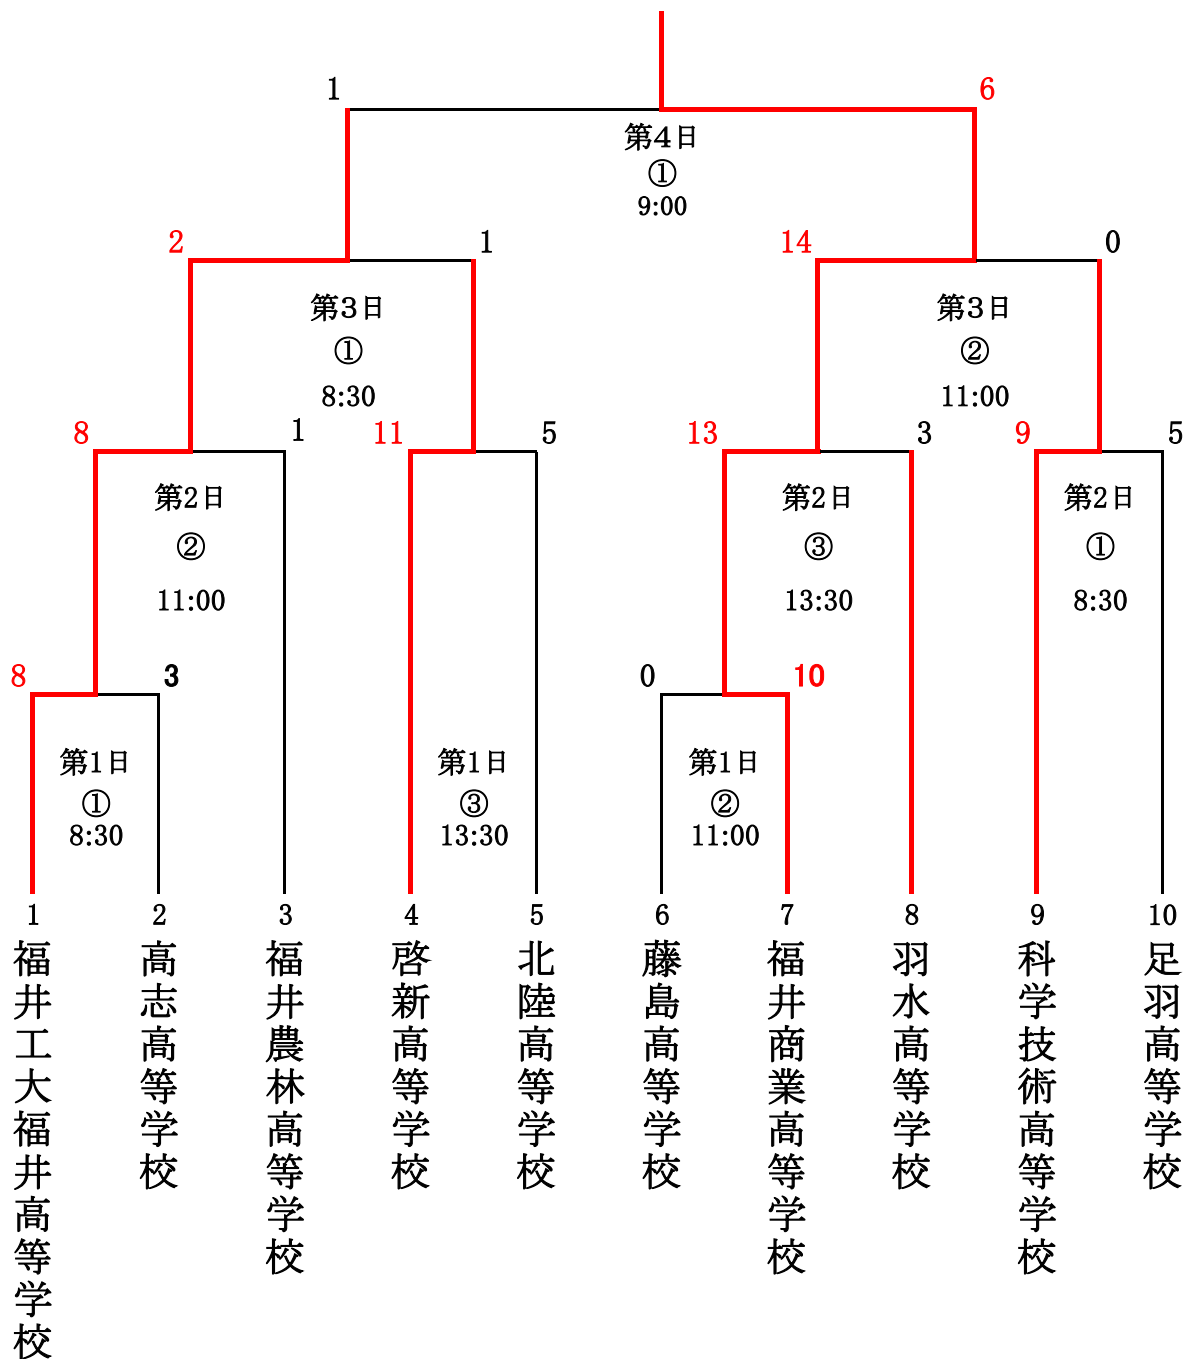 1
6
第4日
①
9:00
2
1
14
0
第3日
①
8:30
第3日
②
11:00
8
1
11
5
13
3
9
5
第2日
②
11:00
第2日
③
13:30
第2日
①
8:30
8
3
0
10
第1日
①
8:30
第1日
③
13:30
第1日
②
11:00
1
2
3
4
5
6
7
8
9
10
福井工大福井高等学校
高志高等学校
福井農林高等学校
啓新高等学校
北陸高等学校
藤島高等学校
福井商業高等学校
羽水高等学校
科学技術高等学校
足羽高等学校